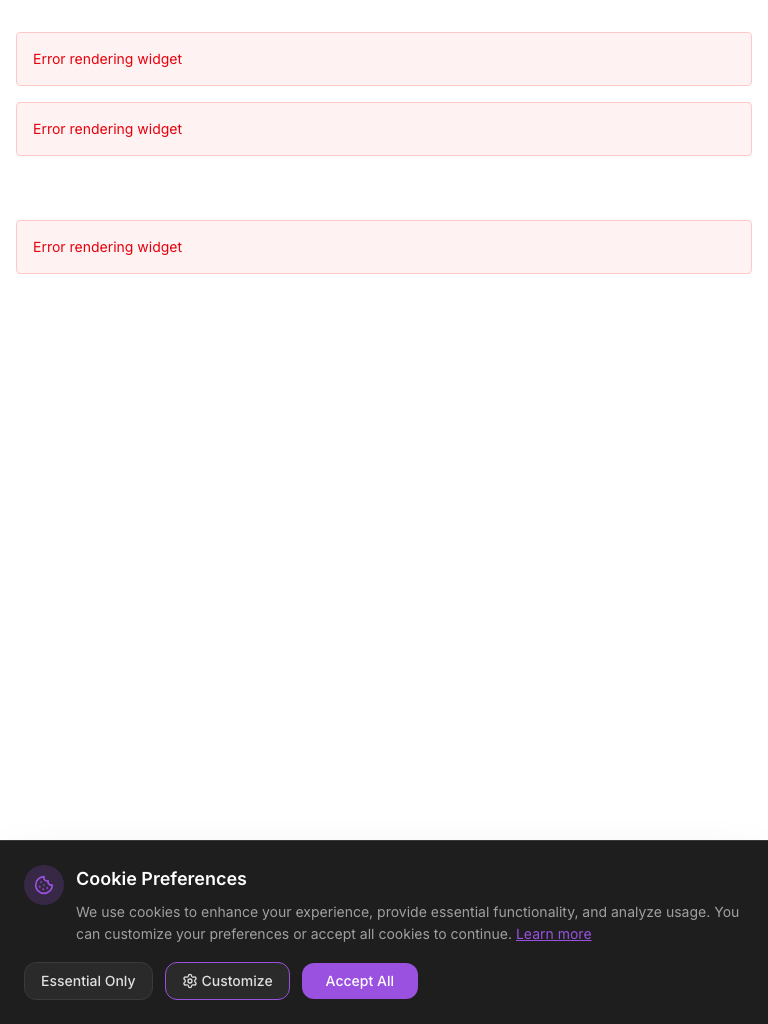 Error rendering widget
Error rendering widget
Error rendering widget
Cookie Preferences
We use cookies to enhance your experience, provide essential functionality, and analyze usage. You
can customize your preferences or accept all cookies to continue. Learn more
Essential Only
Customize
Accept All